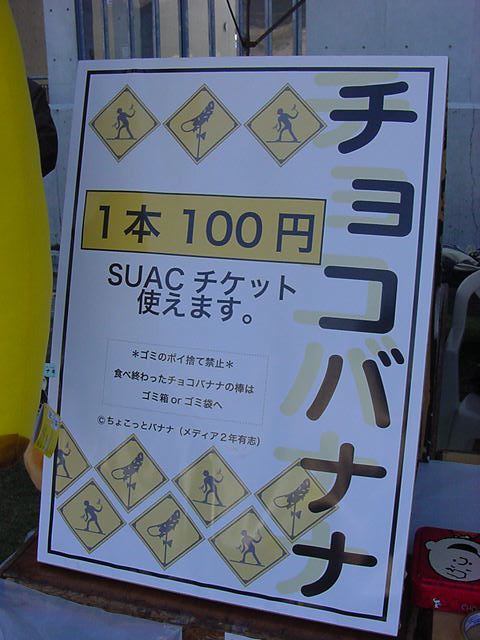 チョコバナナ
1本 100円
SUAC チケット
使えます。
*ゴミのポイ捨て禁止*
食べ終わったチョコバナナの棒は
ゴミ箱 or ゴミ袋へ
©ちょこっとバナナ（メディア２年有志）